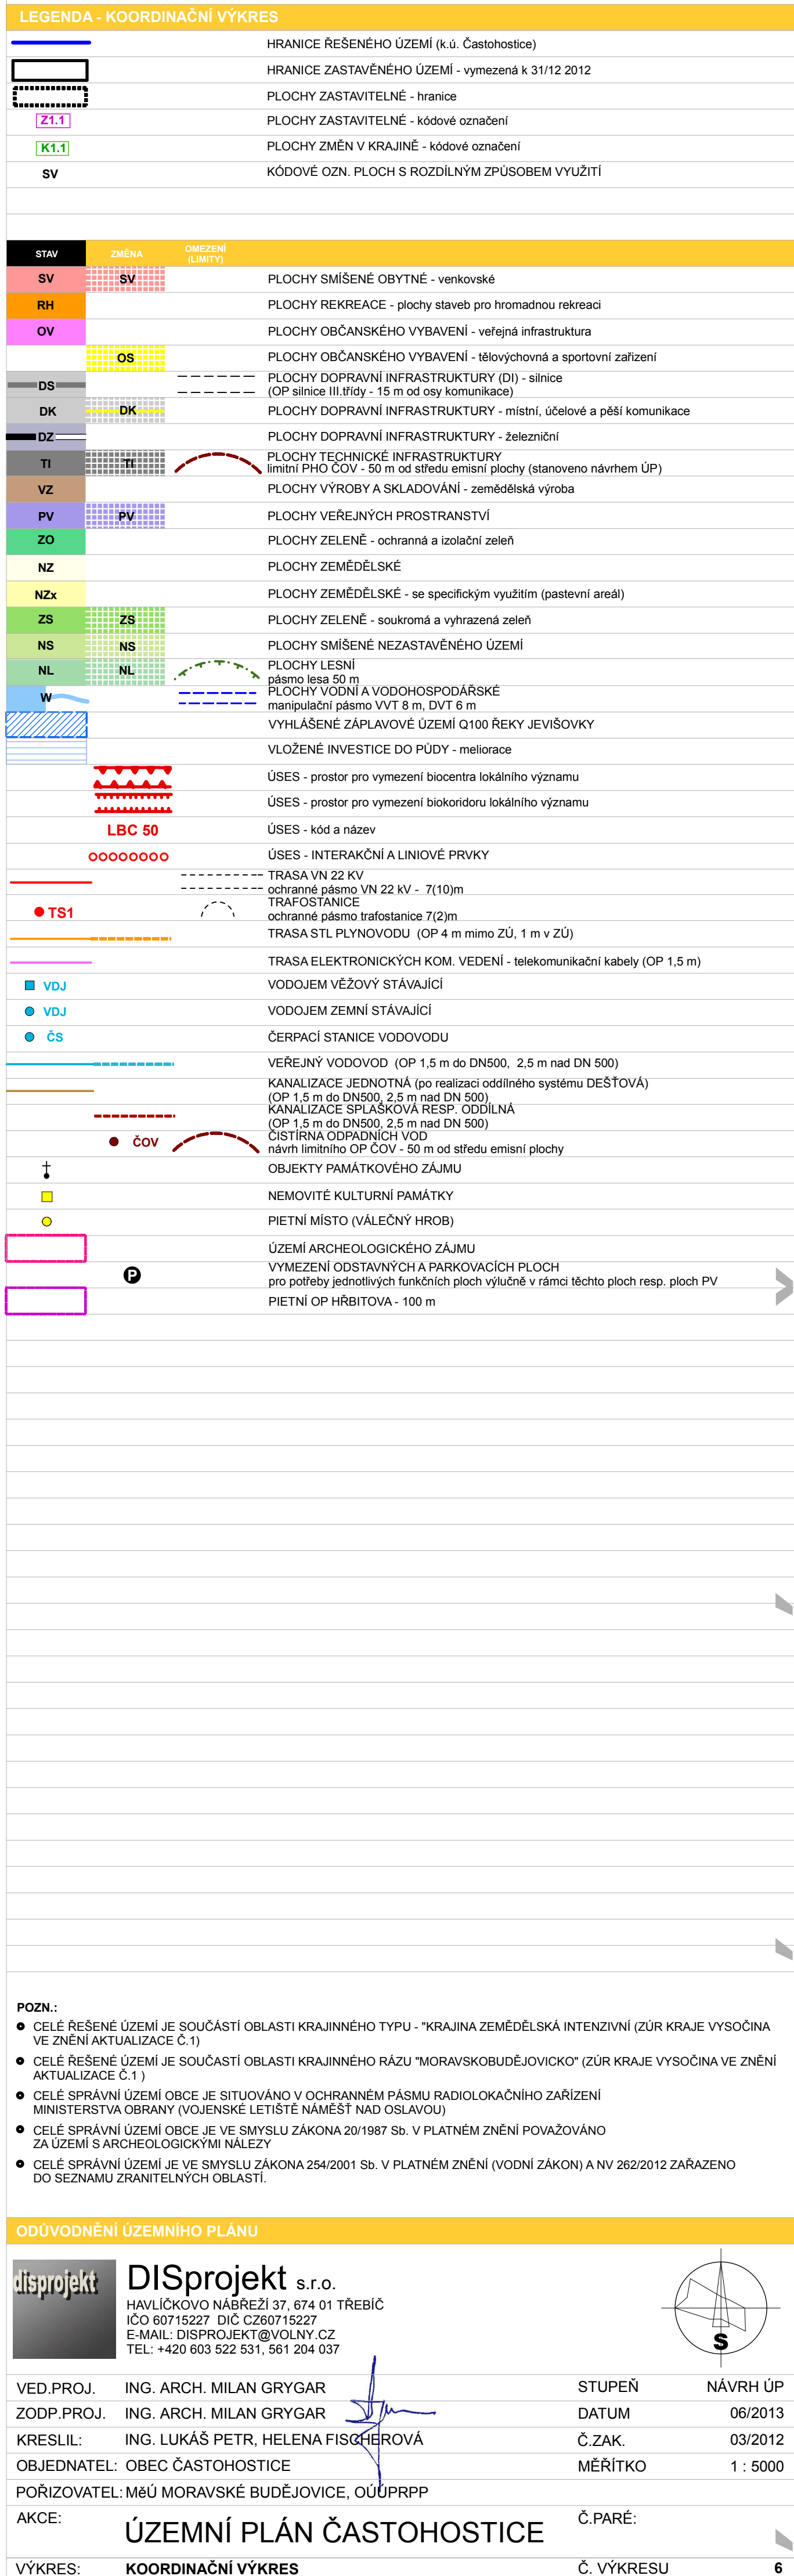 LEGENDA - KOORDINAČNÍ VÝKRES
HRANICE ŘEŠENÉHO ÚZEMÍ (k.ú. Častohostice)
HRANICE ZASTAVĚNÉHO ÚZEMÍ - vymezená k 31/12 2012
PLOCHY ZASTAVITELNÉ - hranice
Z1.1 PLOCHY ZASTAVITELNÉ - kódové označení
K1.1 PLOCHY ZMĚN V KRAJINĚ - kódové označení
SV KÓDOVÉ OZN. PLOCH S ROZDÍLNÝM ZPŮSOBEM VYUŽITÍ
STAV ZMĚNA OMEZENÍ
(LIMITY)
SV SV PLOCHY SMÍŠENÉ OBYTNÉ - venkovské
RH PLOCHY REKREACE - plochy staveb pro hromadnou rekreaci
OV PLOCHY OBČANSKÉHO VYBAVENÍ - veřejná infrastruktura
OS PLOCHY OBČANSKÉHO VYBAVENÍ - tělovýchovná a sportovní zařizení
DS PLOCHY DOPRAVNÍ INFRASTRUKTURY (DI) - silnice
(OP silnice III.třídy - 15 m od osy komunikace)
DK DK PLOCHY DOPRAVNÍ INFRASTRUKTURY - místní, účelové a pěší komunikace
DZ PLOCHY DOPRAVNÍ INFRASTRUKTURY - železniční
TI TI PLOCHY TECHNICKÉ INFRASTRUKTURY
limitní PHO ČOV - 50 m od středu emisní plochy (stanoveno návrhem ÚP)
VZ PLOCHY VÝROBY A SKLADOVÁNÍ - zemědělská výroba
PV PV PLOCHY VEŘEJNÝCH PROSTRANSTVÍ
ZO PLOCHY ZELENĚ - ochranná a izolační zeleň
NZ PLOCHY ZEMĚDĚLSKÉ
NZx PLOCHY ZEMĚDĚLSKÉ - se specifickým využitím (pastevní areál)
ZS ZS PLOCHY ZELENĚ - soukromá a vyhrazená zeleň
NS NS PLOCHY SMÍŠENÉ NEZASTAVĚNÉHO ÚZEMÍ
NL NL PLOCHY LESNÍ
pásmo lesa 50 m
W PLOCHY VODNÍ A VODOHOSPODÁŘSKÉ
manipulační pásmo VVT 8 m, DVT 6 m
VYHLÁŠENÉ ZÁPLAVOVÉ ÚZEMÍ Q100 ŘEKY JEVIŠOVKY
VLOŽENÉ INVESTICE DO PŮDY - meliorace
ÚSES - prostor pro vymezení biocentra lokálního významu
ÚSES - prostor pro vymezení biokoridoru lokálního významu
LBC 50 ÚSES - kód a název
ÚSES - INTERAKČNÍ A LINIOVÉ PRVKY
TRASA VN 22 KV
ochranné pásmo VN 22 kV - 7(10)m
TS1 TRAFOSTANICE
ochranné pásmo trafostanice 7(2)m
TRASA STL PLYNOVODU (OP 4 m mimo ZÚ, 1 m v ZÚ)
TRASA ELEKTRONICKÝCH KOM. VEDENÍ - telekomunikační kabely (OP 1,5 m)
VDJ VODOJEM VĚŽOVÝ STÁVAJÍCÍ
VDJ VODOJEM ZEMNÍ STÁVAJÍCÍ
ČS ČERPACÍ STANICE VODOVODU
VEŘEJNÝ VODOVOD (OP 1,5 m do DN500, 2,5 m nad DN 500)
KANALIZACE JEDNOTNÁ (po realizaci oddílného systému DEŠŤOVÁ)
(OP 1,5 m do DN500, 2,5 m nad DN 500)
KANALIZACE SPLAŠKOVÁ RESP. ODDÍLNÁ
(OP 1,5 m do DN500, 2,5 m nad DN 500)
ČOV ČISTÍRNA ODPADNÍCH VOD
návrh limitního OP ČOV - 50 m od středu emisní plochy
OBJEKTY PAMÁTKOVÉHO ZÁJMU
NEMOVITÉ KULTURNÍ PAMÁTKY
PIETNÍ MÍSTO (VÁLEČNÝ HROB)
ÚZEMÍ ARCHEOLOGICKÉHO ZÁJMU
P VYMEZENÍ ODSTAVNÝCH A PARKOVACÍCH PLOCH
pro potřeby jednotlivých funkčních ploch výlučně v rámci těchto ploch resp. ploch PV
PIETNÍ OP HŘBITOVA - 100 m
POZN.:
CELÉ ŘEŠENÉ ÚZEMÍ JE SOUČÁSTÍ OBLASTI KRAJINNÉHO TYPU - "KRAJINA ZEMĚDĚLSKÁ INTENZIVNÍ (ZÚR KRAJE VYSOČINA
VE ZNĚNÍ AKTUALIZACE Č.1)
CELÉ ŘEŠENÉ ÚZEMÍ JE SOUČASTÍ OBLASTI KRAJINNÉHO RÁZU "MORAVSKOBUDĚJOVICKO" (ZÚR KRAJE VYSOČINA VE ZNĚNÍ
AKTUALIZACE Č.1 )
CELÉ SPRÁVNÍ ÚZEMÍ OBCE JE SITUOVÁNO V OCHRANNÉM PÁSMU RADIOLOKAČNÍHO ZAŘÍZENÍ
MINISTERSTVA OBRANY (VOJENSKÉ LETIŠTĚ NÁMĚŠŤ NAD OSLAVOU)
CELÉ SPRÁVNÍ ÚZEMÍ OBCE JE VE SMYSLU ZÁKONA 20/1987 Sb. V PLATNÉM ZNĚNÍ POVAŽOVÁNO
ZA ÚZEMÍ S ARCHEOLOGICKÝMI NÁLEZY
CELÉ SPRÁVNÍ ÚZEMÍ JE VE SMYSLU ZÁKONA 254/2001 Sb. V PLATNÉM ZNĚNÍ (VODNÍ ZÁKON) A NV 262/2012 ZAŘAZENO
DO SEZNAMU ZRANITELNÝCH OBLASTÍ.
ODŮVODNĚNÍ ÚZEMNÍHO PLÁNU
disprojekt
DISprojekt s.r.o.
HAVLÍČKOVO NÁBŘEŽÍ 37, 674 01 TŘEBÍČ
IČO 60715227 DIČ CZ60715227
E-MAIL: DISPROJEKT@VOLNY.CZ
TEL: +420 603 522 531, 561 204 037
S
VED.PROJ. ING. ARCH. MILAN GRYGAR STUPEŇ NÁVRH ÚP
ZODP.PROJ. ING. ARCH. MILAN GRYGAR DATUM 06/2013
KRESLIL: ING. LUKÁŠ PETR, HELENA FISCHEROVÁ Č.ZAK. 03/2012
OBJEDNATEL: OBEC ČASTOHOSTICE MĚŘÍTKO 1 : 5000
POŘIZOVATEL: MěÚ MORAVSKÉ BUDĚJOVICE, OÚÚPRPP
AKCE: ÚZEMNÍ PLÁN ČASTOHOSTICE Č.PARÉ:
VÝKRES: KOORDINAČNÍ VÝKRES Č. VÝKRESU 6